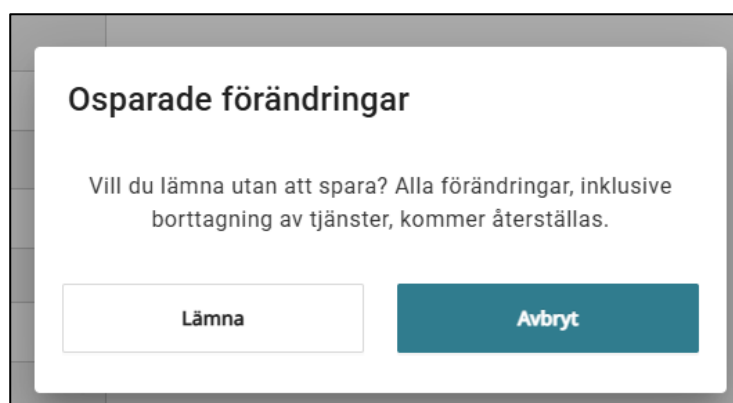 Osparade förändringar
Vill du lämna utan att spara? Alla förändringar, inklusive
borttagning av tjänster, kommer återställas.
Lämna
Avbryt